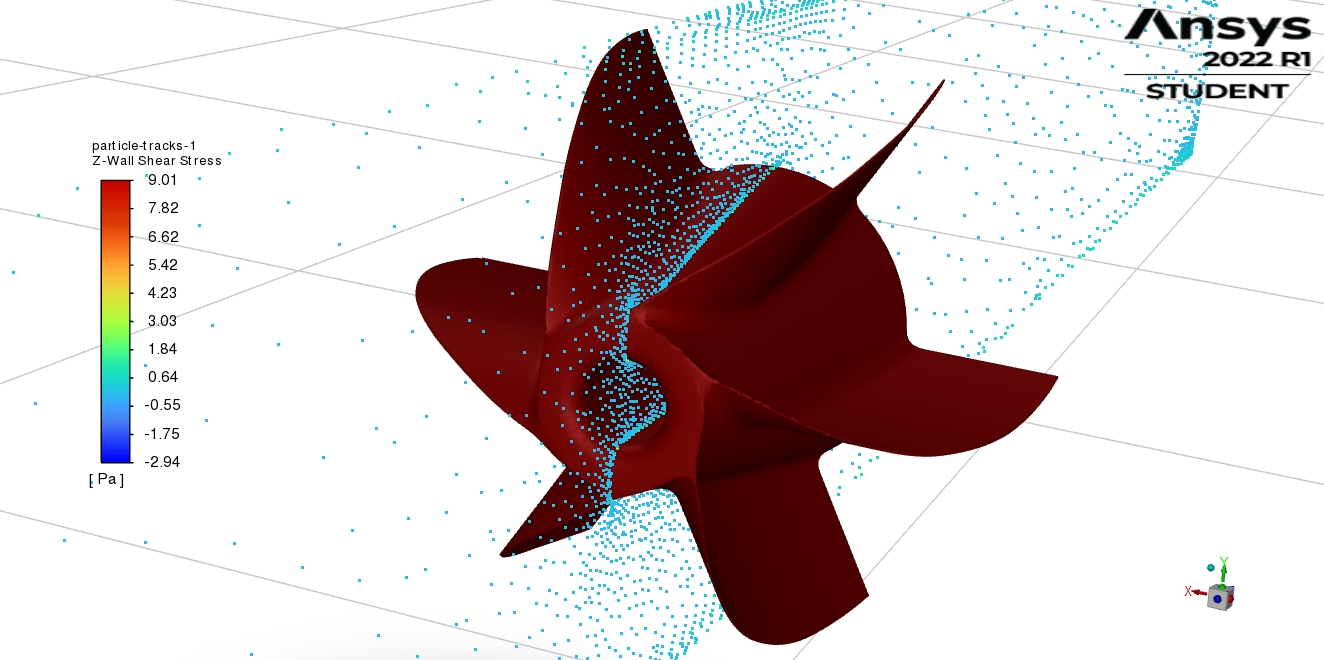 Ansys
2022 R1
STUDENT
particle-tracks-1
Z-Wall Shear Stress
9.01
7.82
6.62
5.42
4.23
3.03
1.84
0.64
-0.55
-1.75
-2.94
[ Pa ]
Y
X